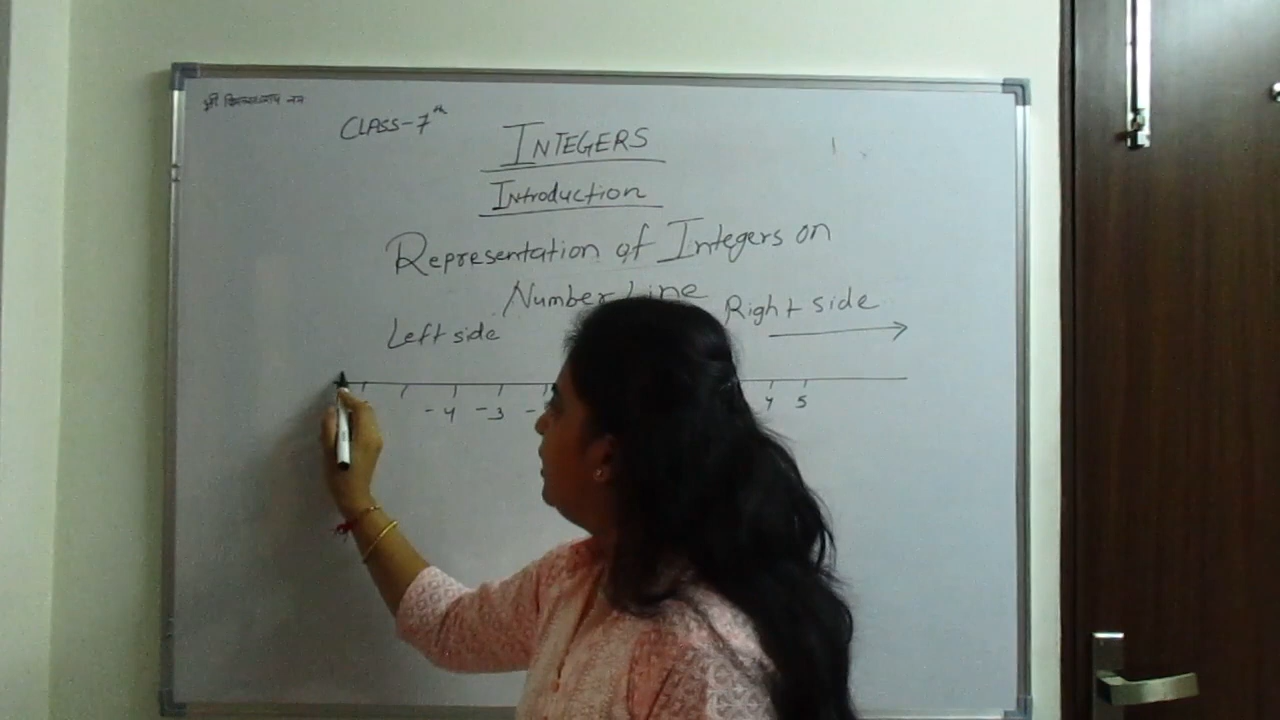 श्री
CLASS-7th
INTEGERS
Introduction
Representation of Integers on
Number Line
Left side
Right side
-4 -3 - 4 5